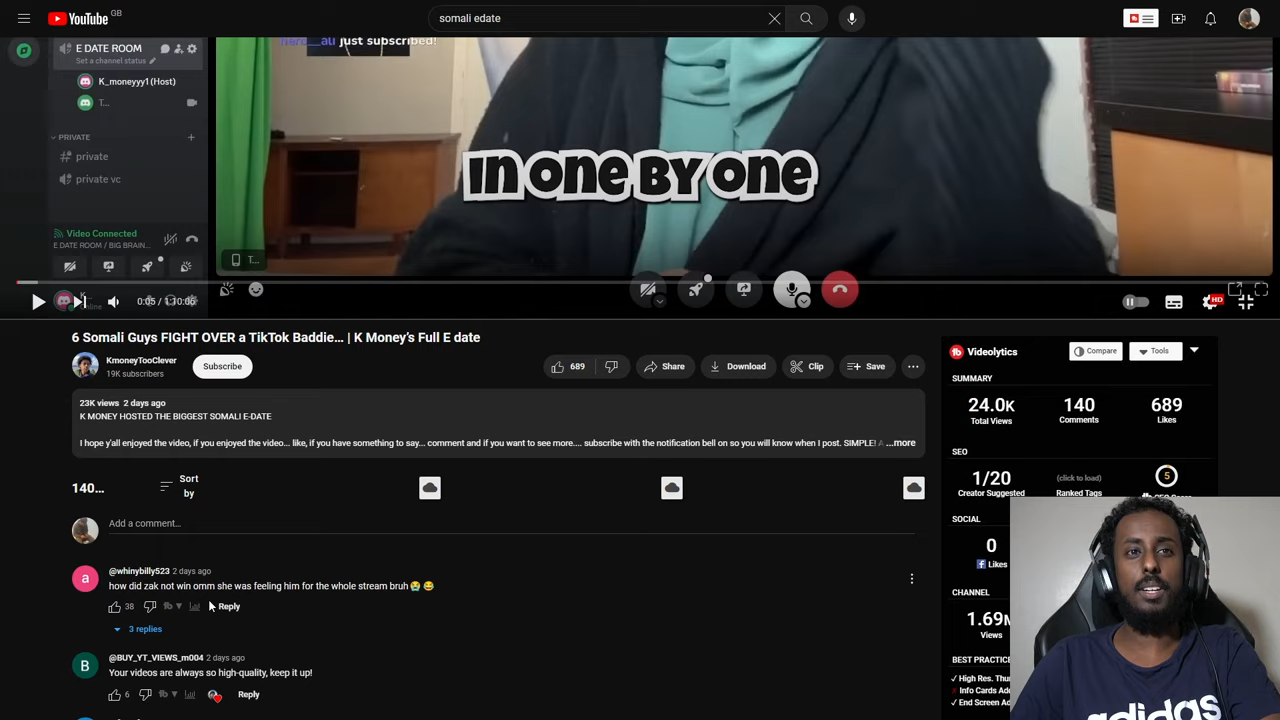 YouTube GB
somali edate
E DATE ROOM
Set a channel status
K_moneyyy1 (Host)
T...
PRIVATE
private
private vc
Video Connected
E DATE ROOM / BIG BRAIN...
just subscribed!
IN ONE BY ONE
T...
0:05 / 1:30:00
HD
6 Somali Guys FIGHT OVER a TikTok Baddie... | K Money's Full E date
KmoneyTooClever
19K subscribers
Subscribe
689
Share
Download
Clip
Save
23K views 2 days ago
K MONEY HOSTED THE BIGGEST SOMALI E-DATE
I hope y'all enjoyed the video, if you enjoyed the video... like, if you have something to say... comment and if you want to see more.... subscribe with the notification bell on so you will know when I post. SIMPLE! A ...more
140...
Sort by
Add a comment...
a
@whinybilly523 2 days ago
how did zak not win omm she was feeling him for the whole stream bruh😭😂
38
Reply
3 replies
B
@BUY_YT_VIEWS_m004 2 days ago
Your videos are always so high-quality, keep it up!
6
Reply
Videolytics
Compare
Tools
SUMMARY
24.0K 140 689
Total Views Comments Likes
SEO
1/20 (click to load) 5
Creator Suggested Ranked Tags
SOCIAL
0
Likes
CHANNEL
1.69M
Views
BEST PRACTICE
High Res. Thu
Info Cards Ad
End Screen Ad
adidas